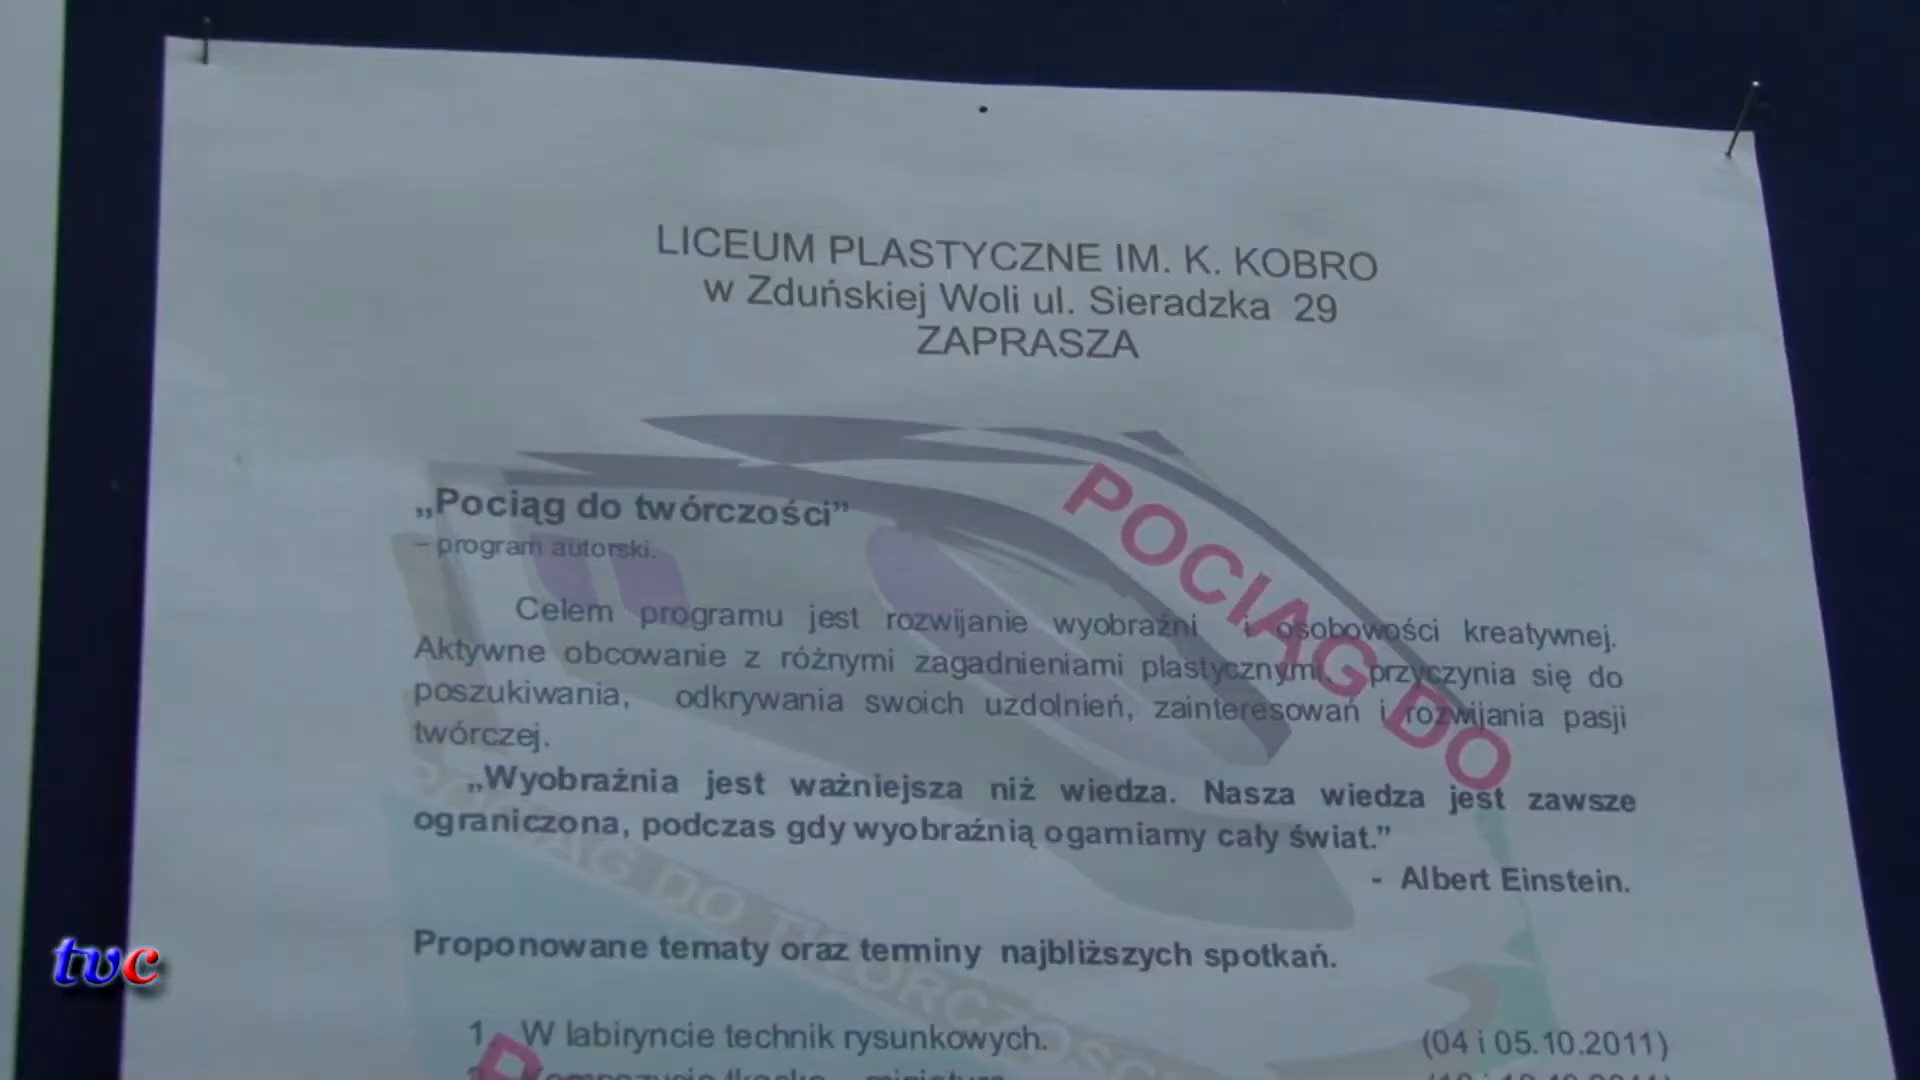 LICEUM PLASTYCZNE IM. K. KOBRO
w Zduńskiej Woli ul. Sieradzka 29
ZAPRASZA
POCIĄG DO
„Pociąg do twórczości”
– program autorski.
Celem programu jest rozwijanie wyobraźni i osobowości kreatywnej.
Aktywne obcowanie z różnymi zagadnieniami plastycznymi, przyczynia się do
poszukiwania, odkrywania swoich uzdolnień, zainteresowań i rozwijania pasji
twórczej.
„Wyobraźnia jest ważniejsza niż wiedza. Nasza wiedza jest zawsze
ograniczona, podczas gdy wyobraźnią ogarniamy cały świat.”
- Albert Einstein.
POCIĄG DO TWÓRCZOŚCI
Proponowane tematy oraz terminy najbliższych spotkań.
1. W labiryncie technik rysunkowych. (04 i 05.10.2011)
tvc